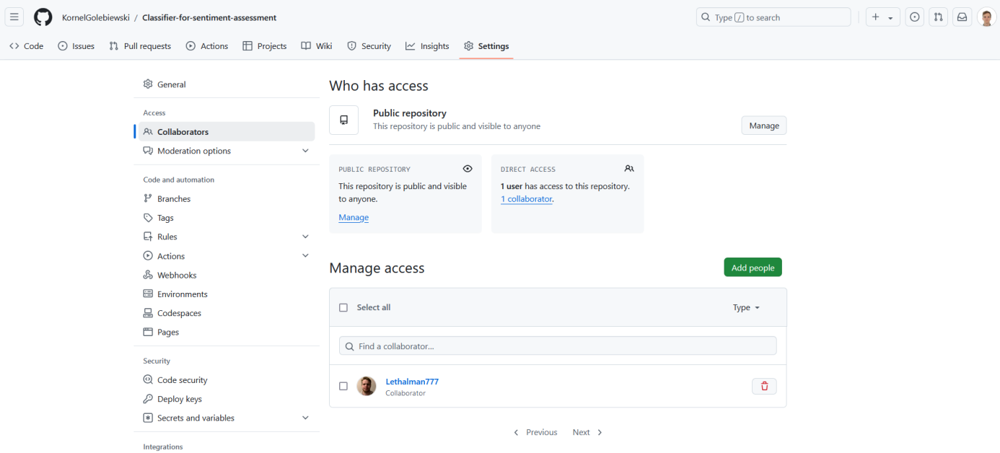 KornelGolebiewski / Classifier-for-sentiment-assessment
Type / to search
Code Issues Pull requests Actions Projects Wiki Security Insights Settings
General
Access
Collaborators
Moderation options
Code and automation
Branches
Tags
Rules
Actions
Webhooks
Environments
Codespaces
Pages
Security
Code security
Deploy keys
Secrets and variables
Integrations
Who has access
Public repository
This repository is public and visible to anyone
Manage
PUBLIC REPOSITORY
This repository is public and visible
to anyone.
Manage
DIRECT ACCESS
1 user has access to this repository.
1 collaborator.
Manage access
Add people
Select all
Type
Find a collaborator...
Lethalman777
Collaborator
Previous Next